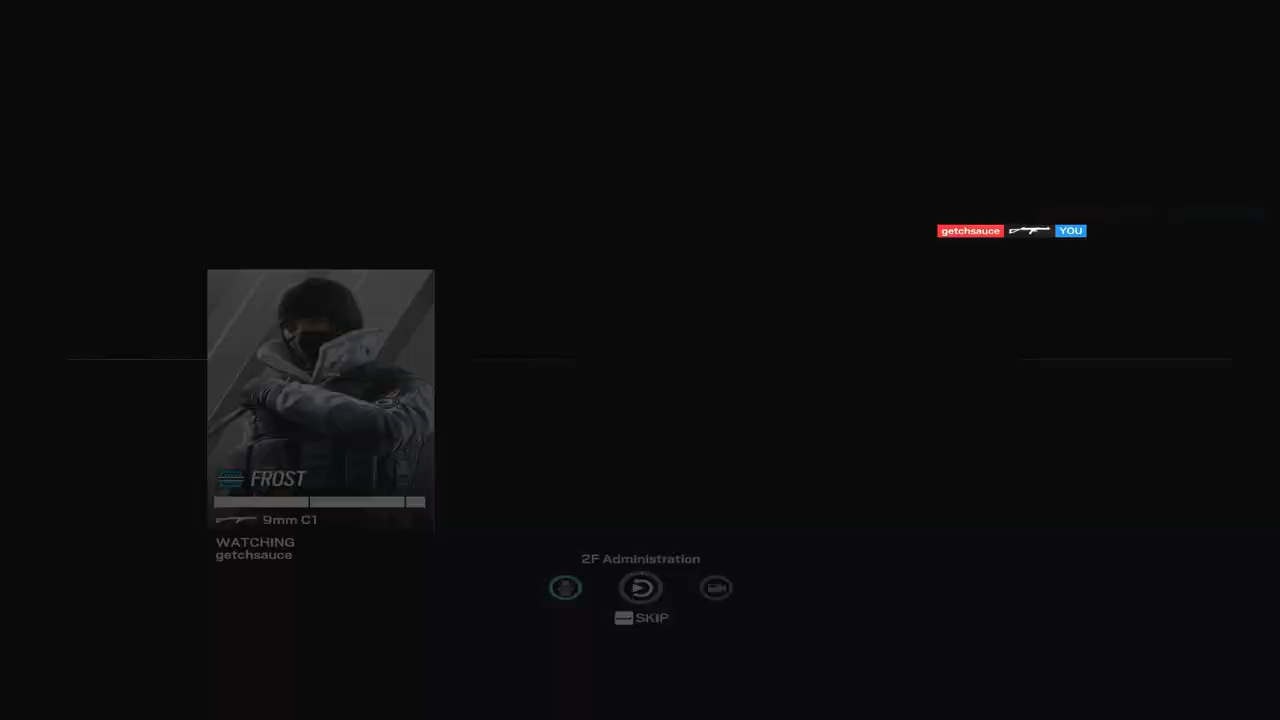 getchsauce YOU
FROST
9mm C1
WATCHING
getchsauce
2F Administration
SKIP